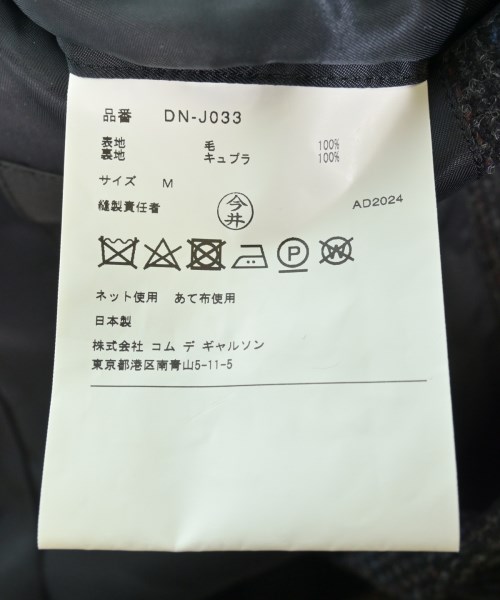 品番 DN-J033
表地 毛 100%
裏地 キュプラ 100%
サイズ M
縫製責任者 今井 AD2024
P W
ネット使用 あて布使用
日本製
株式会社 コム デ ギャルソン
東京都港区南青山5-11-5